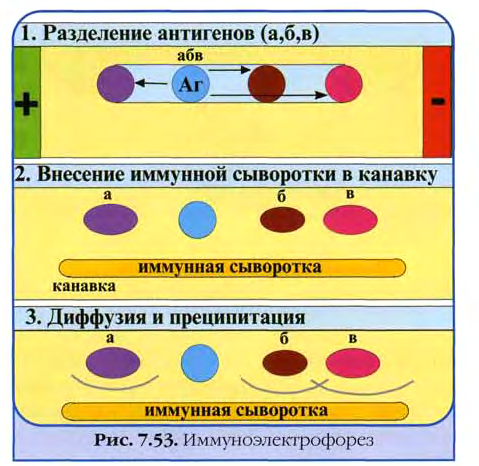 1. Разделение антигенов (а,б,в)
абв
+
Аг
-
2. Внесение иммунной сыворотки в канавку
а б в
иммунная сыворотка
канавка
3. Диффузия и преципитация
а б в
иммунная сыворотка
Рис. 7.53. Иммуноэлектрофорез